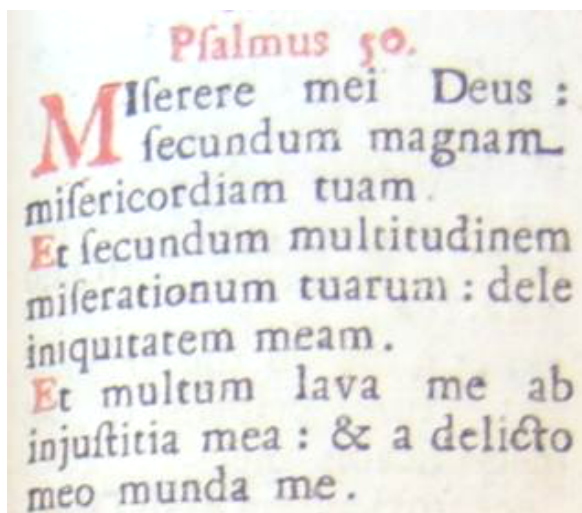 Pſalmus 50.
MIſerere mei Deus :
ſecundum magnam
miſericordiam tuam.
Et ſecundum multitudinem
miſerationum tuarum : dele
iniquitatem meam.
Et multum lava me ab
injuſtitia mea : & a delicto
meo munda me.